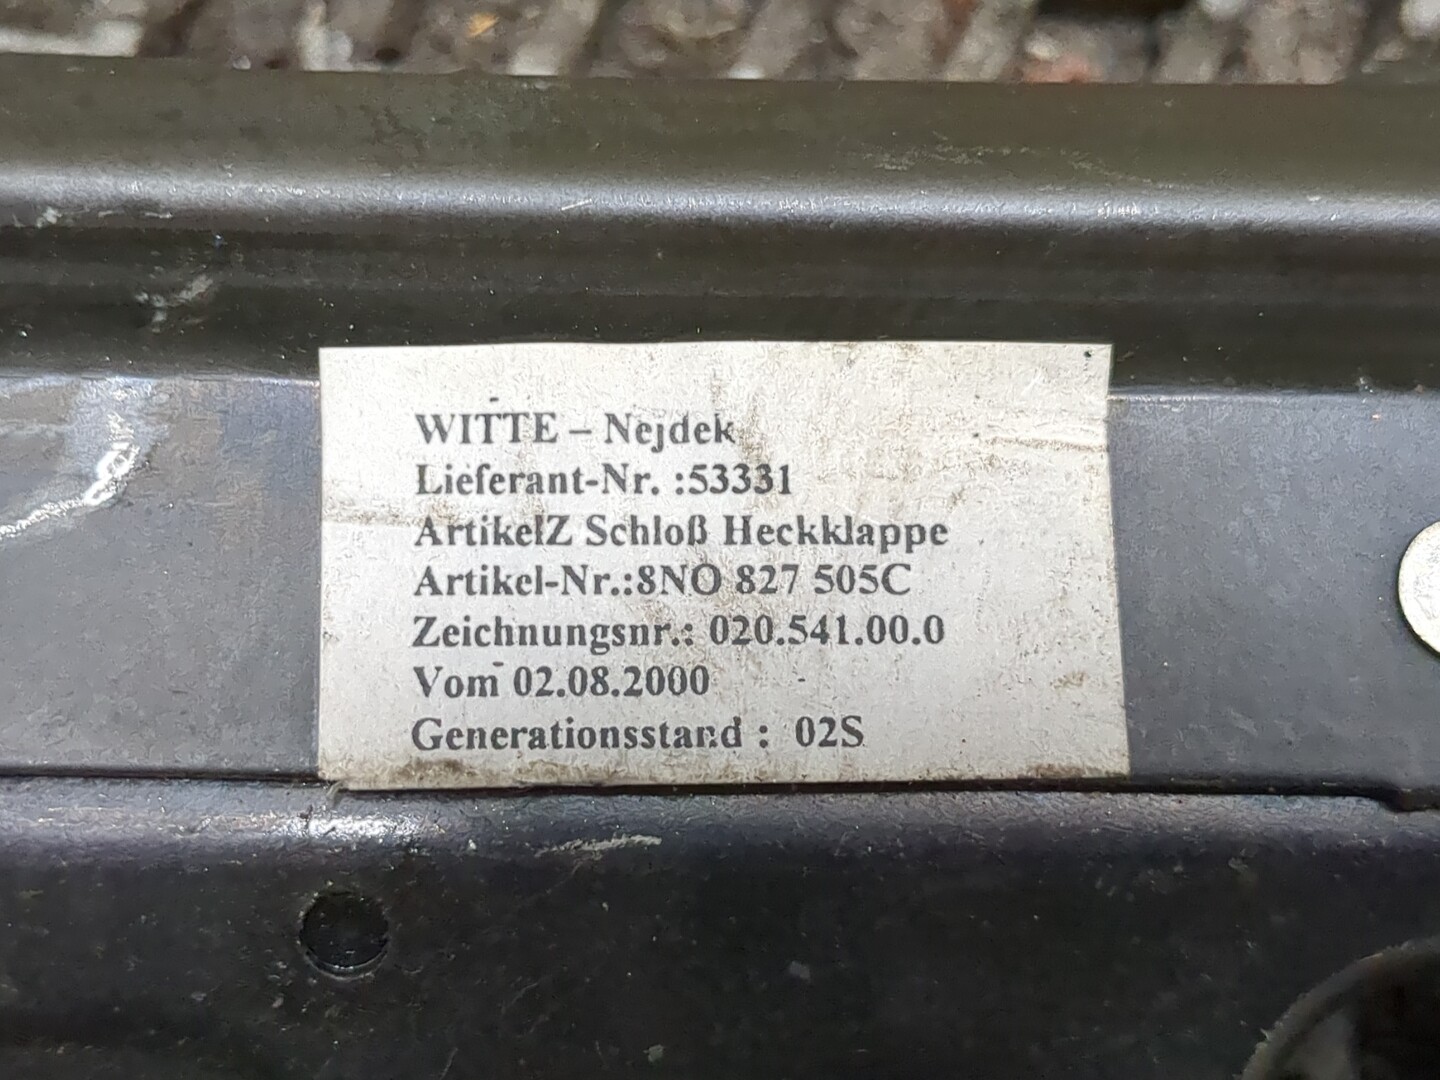 WITTE – Nejdek
Lieferant-Nr. :53331
ArtikelZ Schloß Heckklappe
Artikel-Nr.:8NO 827 505C
Zeichnungsnr.: 020.541.00.0
Vom 02.08.2000
Generationsstand : 02S